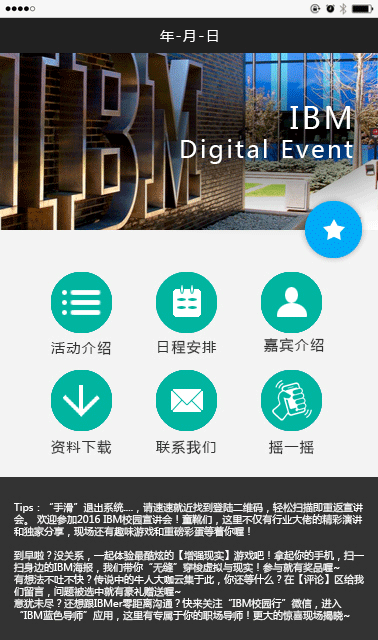 年-月-日
IBM
IBM
Digital Event
活动介绍
日程安排
嘉宾介绍
资料下载
联系我们
摇一摇
Tips：“手滑”退出系统....，请速速就近找到登陆二维码，轻松扫描即重返宣讲
会。 欢迎参加2016 IBM校园宣讲会！童靴们，这里不仅有行业大佬的精彩演讲
和独家分享，现场还有趣味游戏和重磅彩蛋等着你喔！
到早啦？没关系，一起体验最酷炫的【增强现实】游戏吧！拿起你的手机，扫一
扫身边的IBM海报，我们带你“无缝”穿梭虚拟与现实！参与就有奖品喔~
有想法不吐不快？传说中的牛人大咖云集于此，你还等什么？在【评论】区给我
们留言，问题被选中就有豪礼赠送喔~
意犹未尽？还想跟IBMer零距离沟通？快来关注“IBM校园行”微信，进入
“IBM蓝色导师”应用，这里有专属于你的职场导师！更大的惊喜现场揭晓~